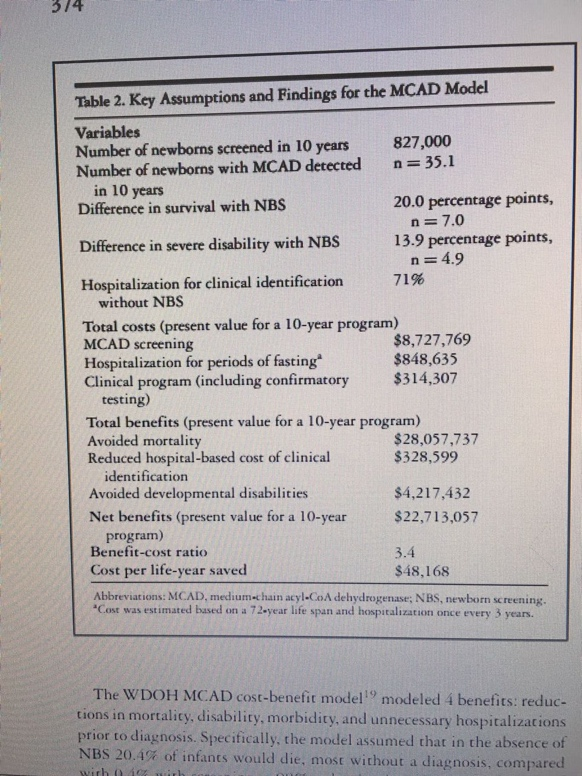 374
Table 2. Key Assumptions and Findings for the MCAD Model
Variables
Number of newborns screened in 10 years 827,000
Number of newborns with MCAD detected n = 35.1
in 10 years
Difference in survival with NBS 20.0 percentage points,
n = 7.0
Difference in severe disability with NBS 13.9 percentage points,
n = 4.9
Hospitalization for clinical identification 71%
without NBS
Total costs (present value for a 10-year program)
MCAD screening $8,727,769
Hospitalization for periods of fastingᵃ $848,635
Clinical program (including confirmatory $314,307
testing)
Total benefits (present value for a 10-year program)
Avoided mortality $28,057,737
Reduced hospital-based cost of clinical $328,599
identification
Avoided developmental disabilities $4,217,432
Net benefits (present value for a 10-year $22,713,057
program)
Benefit-cost ratio 3.4
Cost per life-year saved $48,168
Abbreviations: MCAD, medium-chain acyl-CoA dehydrogenase; NBS, newborn screening.
ᵃCost was estimated based on a 72-year life span and hospitalization once every 3 years.
The WDOH MCAD cost-benefit model¹⁹ modeled 4 benefits: reduc-
tions in mortality, disability, morbidity, and unnecessary hospitalizations
prior to diagnosis. Specifically, the model assumed that in the absence of
NBS 20.4% of infants would die, most without a diagnosis, compared
with